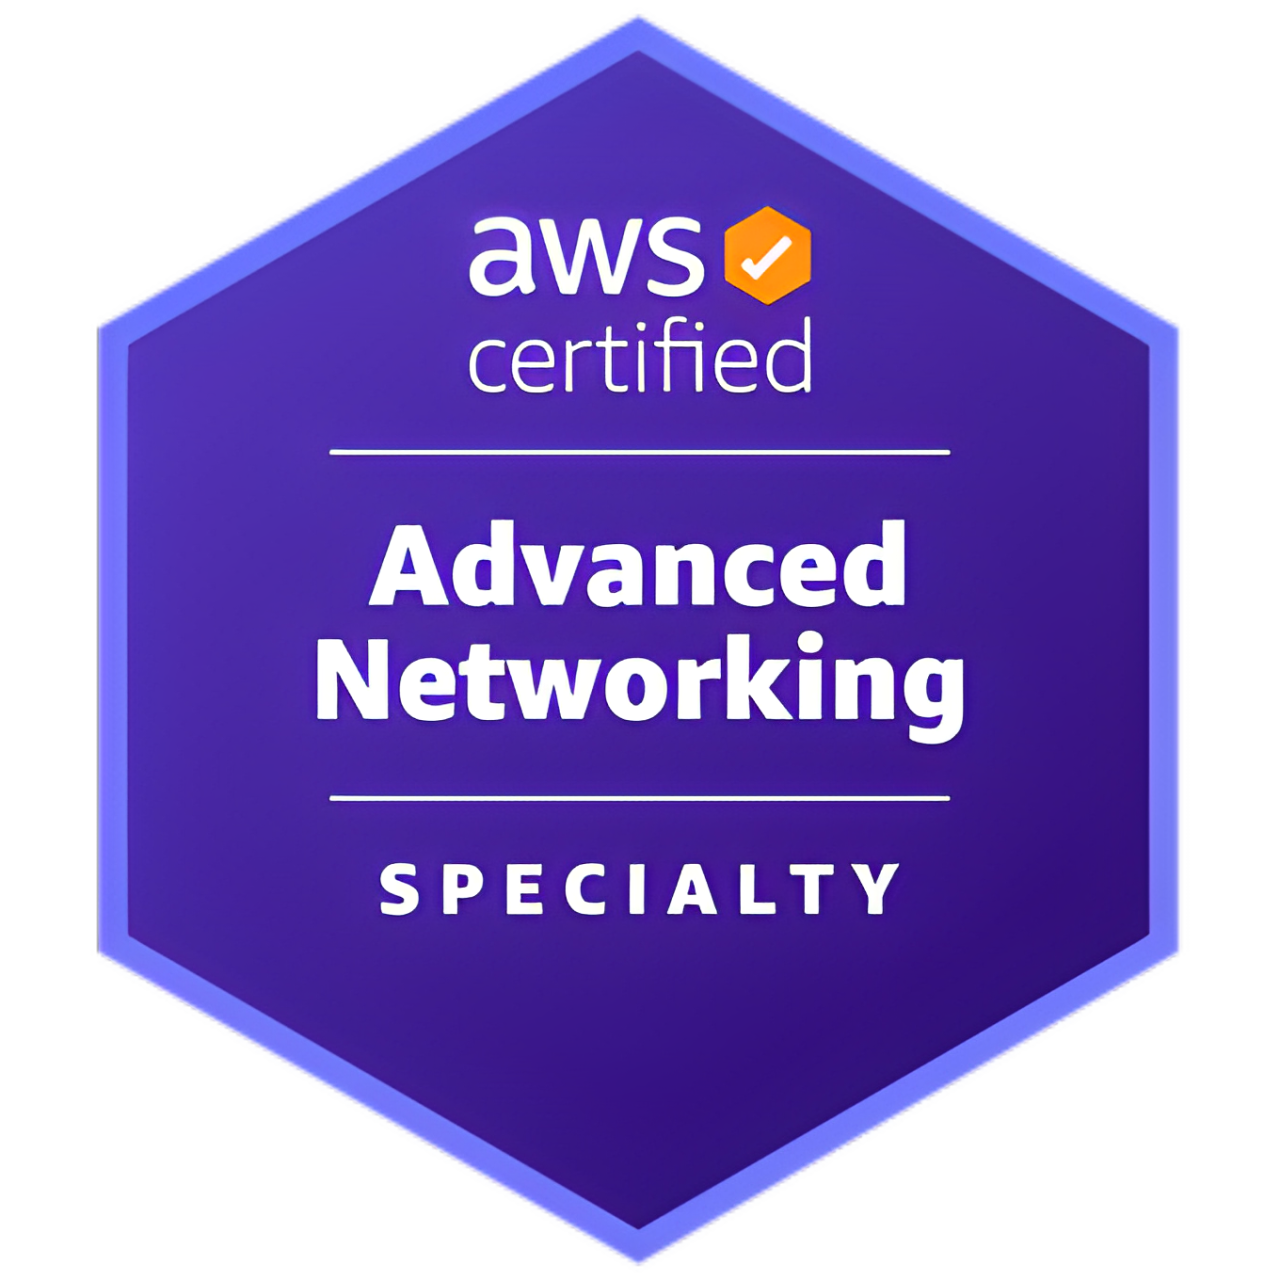 aws
certified
Advanced
Networking
SPECIALTY